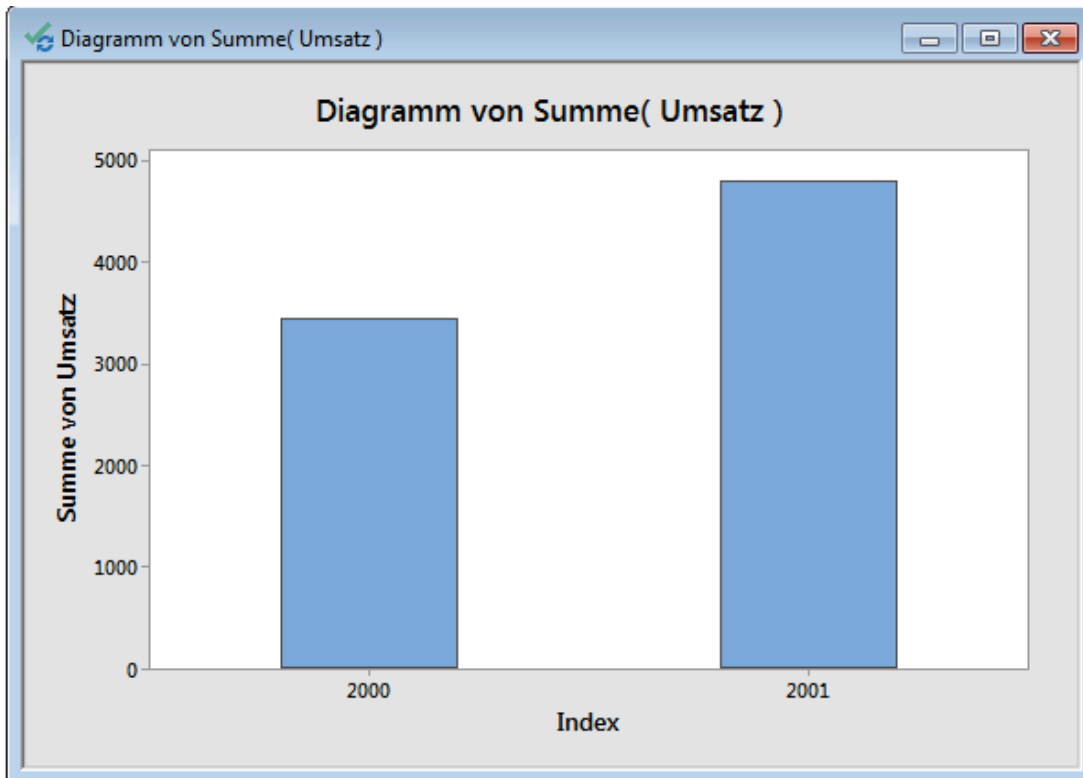 Diagramm von Summe( Umsatz )
Diagramm von Summe( Umsatz )
5000
4000
3000
2000
1000
0
Summe von Umsatz
2000
2001
Index